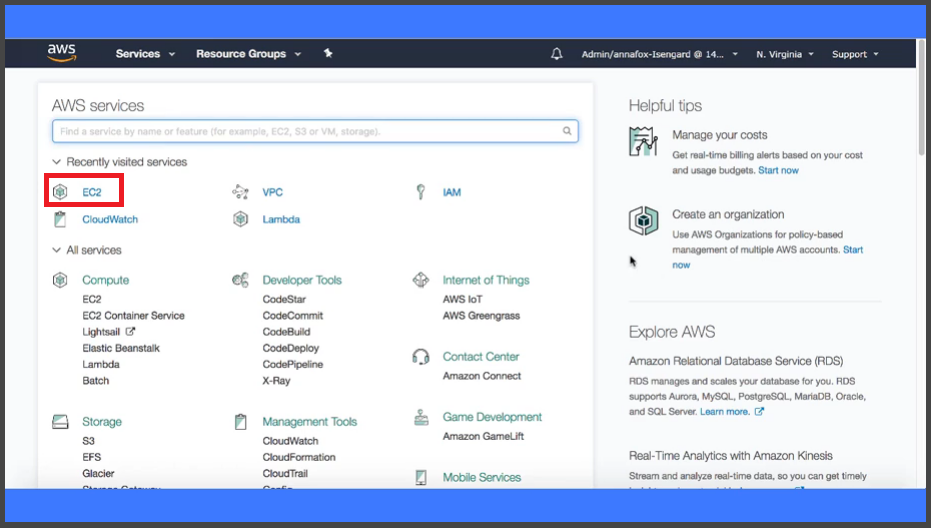 aws
Services
Resource Groups
Admin/annafox-Isengard @ 14...
N. Virginia
Support
AWS services
Find a service by name or feature (for example, EC2, S3 or VM, storage).
Recently visited services
EC2
VPC
IAM
CloudWatch
Lambda
All services
Compute
EC2
EC2 Container Service
Lightsail
Elastic Beanstalk
Lambda
Batch
Developer Tools
CodeStar
CodeCommit
CodeBuild
CodeDeploy
CodePipeline
X-Ray
Internet of Things
AWS IoT
AWS Greengrass
Contact Center
Amazon Connect
Storage
S3
EFS
Glacier
Storage Gateway
Management Tools
CloudWatch
CloudFormation
CloudTrail
Config
Game Development
Amazon GameLift
Mobile Services
Helpful tips
Manage your costs
Get real-time billing alerts based on your cost
and usage budgets. Start now
Create an organization
Use AWS Organizations for policy-based
management of multiple AWS accounts. Start
now
Explore AWS
Amazon Relational Database Service (RDS)
RDS manages and scales your database for you. RDS
supports Aurora, MySQL, PostgreSQL, MariaDB, Oracle,
and SQL Server. Learn more.
Real-Time Analytics with Amazon Kinesis
Stream and analyze real-time data, so you can get timely